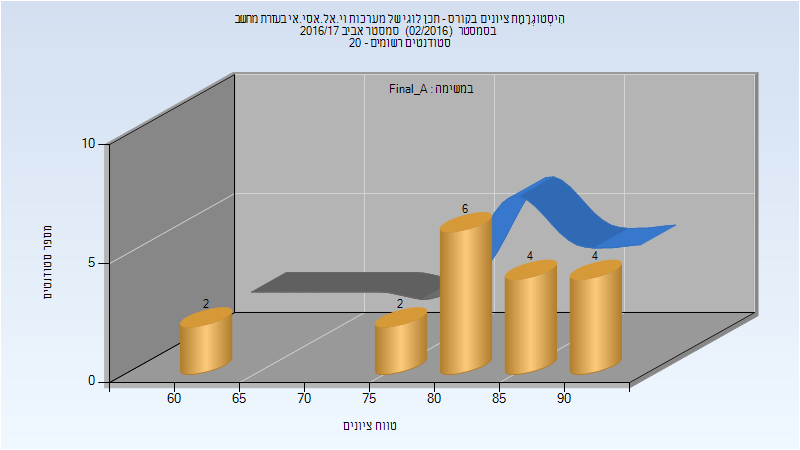 היסטוגרמת ציונים בקורס - תכן לוגי של מערכות וי.אל.אסי.אי בעזרת מחשב
בסמסטר (02/2016) סמסטר אביב 2016/17
סטודנטים רשומים - 20
במשימה : Final_A
10
5
0
מספר סטודנטים
2
2
6
4
4
60
65
70
75
80
85
90
טווח ציונים